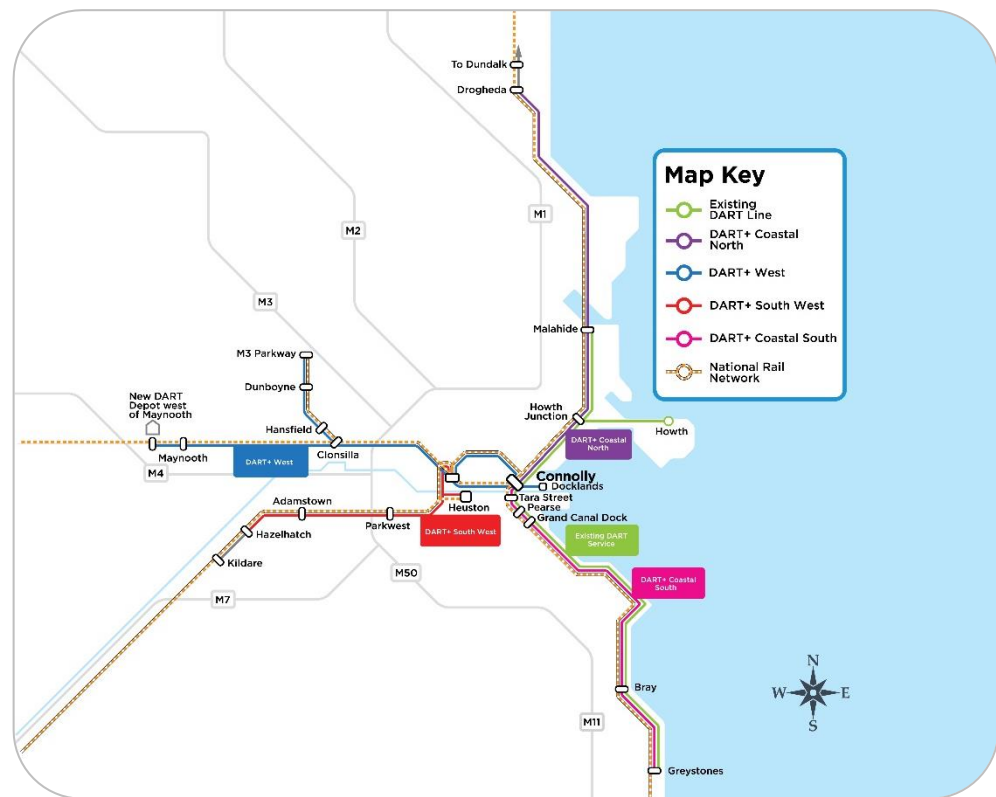 To Dundalk
Drogheda
M1
M2
M3
Map Key
Existing
DART Line
DART+ Coastal
North
DART+ West
DART+ South West
DART+ Coastal South
National Rail
Network
Malahide
M3 Parkway
Dunboyne
New DART
Depot west
of Maynooth
Hansfield
Howth
Junction
Howth
Maynooth
Clonsilla
DART+ Coastal
North
M4
DART+ West
Connolly
Docklands
Heuston
Tara Street
Pearse
Grand Canal Dock
Adamstown
Parkwest
Hazelhatch
DART+ South West
Existing DART
Service
Kildare
M50
DART+ Coastal
South
M7
N
W
E
S
Bray
M11
Greystones